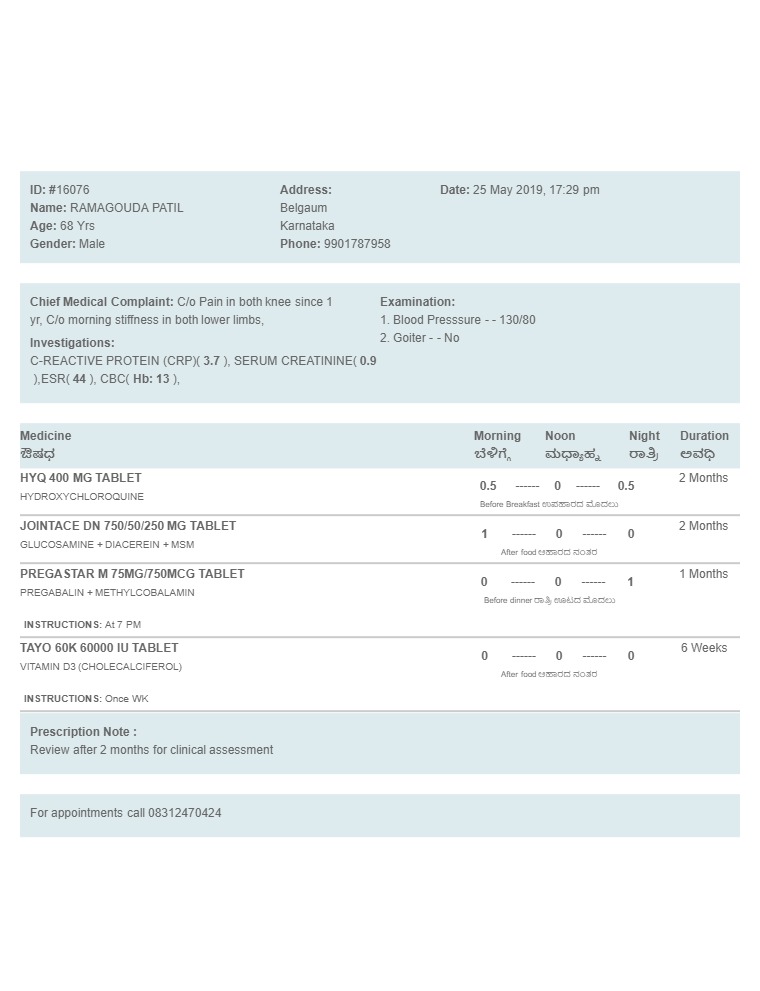 ID: #16076
Name: RAMAGOUDA PATIL
Age: 68 Yrs
Gender: Male
Address:
Belgaum
Karnataka
Phone: 9901787958
Date: 25 May 2019, 17:29 pm
Chief Medical Complaint: C/o Pain in both knee since 1
yr, C/o morning stiffness in both lower limbs,
Investigations:
C-REACTIVE PROTEIN (CRP)( 3.7 ), SERUM CREATININE( 0.9
),ESR( 44 ), CBC( Hb: 13 ),
Examination:
1. Blood Presssure - - 130/80
2. Goiter - - No
Medicine Morning Noon Night Duration
ಔಷಧ ಬೆಳಿಗ್ಗೆ ಮಧ್ಯಾಹ್ನ ರಾತ್ರಿ ಅವಧಿ
HYQ 400 MG TABLET
HYDROXYCHLOROQUINE
0.5 ------ 0 ------ 0.5 2 Months
Before Breakfast ಉಪಹಾರದ ಮೊದಲು
JOINTACE DN 750/50/250 MG TABLET
GLUCOSAMINE + DIACEREIN + MSM
1 ------ 0 ------ 0 2 Months
After food ಆಹಾರದ ನಂತರ
PREGASTAR M 75MG/750MCG TABLET
PREGABALIN + METHYLCOBALAMIN
0 ------ 0 ------ 1 1 Months
Before dinner ರಾತ್ರಿ ಊಟದ ಮೊದಲು
INSTRUCTIONS: At 7 PM
TAYO 60K 60000 IU TABLET
VITAMIN D3 (CHOLECALCIFEROL)
0 ------ 0 ------ 0 6 Weeks
After food ಆಹಾರದ ನಂತರ
INSTRUCTIONS: Once WK
Prescription Note :
Review after 2 months for clinical assessment
For appointments call 08312470424